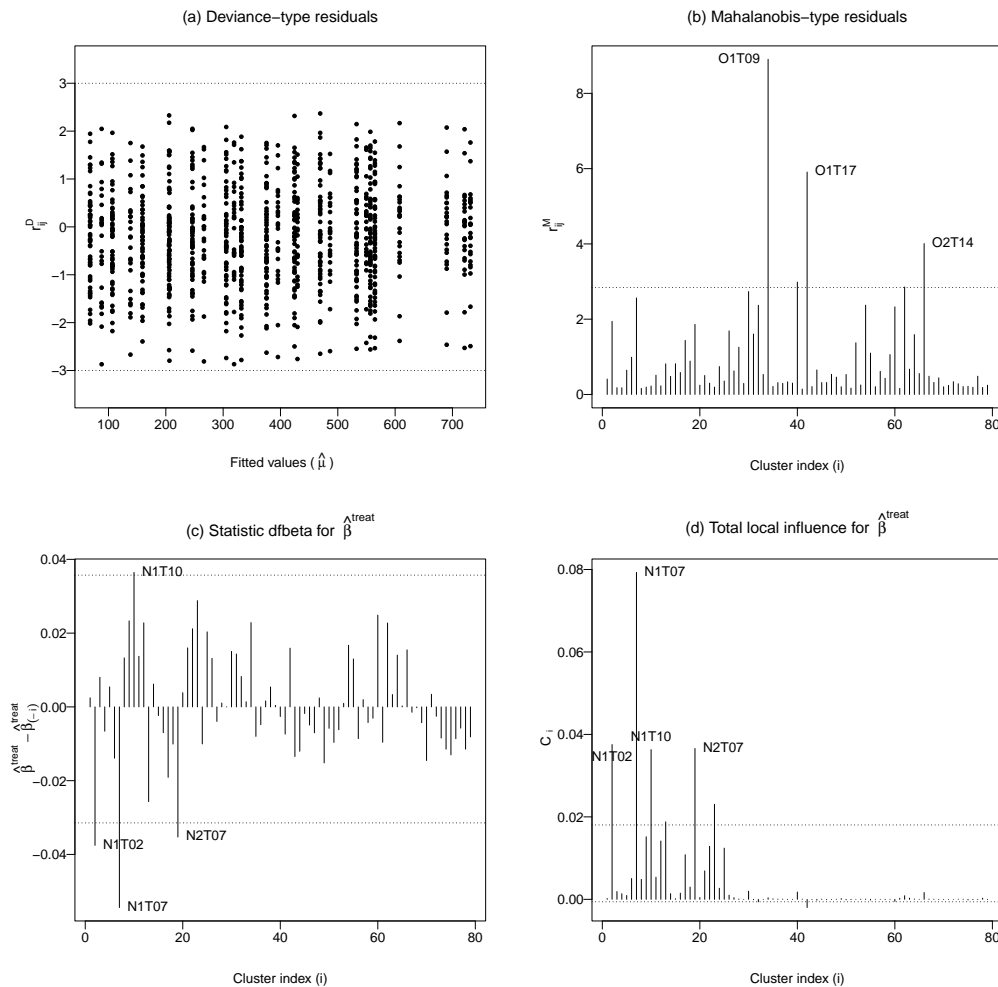 (a) Deviance−type residuals
3
2
1
0
−1
−2
−3
r_ij^D
100 200 300 400 500 600 700
Fitted values ( μ̂ )
(b) Mahalanobis−type residuals
8
6
4
2
0
r_ij^M
O1T09
O1T17
O2T14
0 20 40 60 80
Cluster index (i)
(c) Statistic dfbeta for β̂^treat
0.04
0.02
0.00
−0.02
−0.04
β̂^treat − β̂_(−i)^treat
N1T10
N1T02
N2T07
N1T07
0 20 40 60 80
Cluster index (i)
(d) Total local influence for β̂^treat
0.08
0.06
0.04
0.02
0.00
C_i
N1T07
N1T10
N1T02
N2T07
0 20 40 60 80
Cluster index (i)